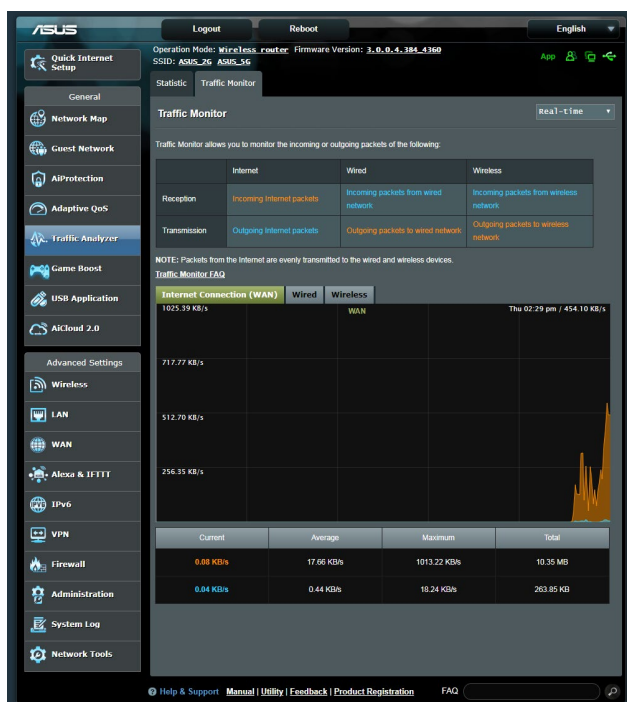 ASUS
Logout
Reboot
English
Quick Internet
Setup
Operation Mode: Wireless router Firmware Version: 3.0.0.4.384_4360
SSID: ASUS_2G ASUS_5G
App
General
Network Map
Guest Network
AiProtection
Adaptive QoS
Traffic Analyzer
Game Boost
USB Application
AiCloud 2.0
Advanced Settings
Wireless
LAN
WAN
Alexa & IFTTT
IPv6
VPN
Firewall
Administration
System Log
Network Tools
Statistic
Traffic Monitor
Traffic Monitor
Real-time
Traffic Monitor allows you to monitor the incoming or outgoing packets of the following:
Internet Wired Wireless
Reception
Incoming Internet packets
Incoming packets from wired
network
Incoming packets from wireless
network
Transmission
Outgoing Internet packets
Outgoing packets to wired network
Outgoing packets to wireless
network
NOTE: Packets from the Internet are evenly transmitted to the wired and wireless devices.
Traffic Monitor FAQ
Internet Connection (WAN) Wired Wireless
1025.39 KB/s
WAN
Thu 02:29 pm / 454.10 KB/s
717.77 KB/s
512.70 KB/s
256.35 KB/s
Current Average Maximum Total
0.08 KB/s 17.66 KB/s 1013.22 KB/s 10.35 MB
0.04 KB/s 0.44 KB/s 18.24 KB/s 263.85 KB
Help & Support Manual | Utility | Feedback | Product Registration FAQ